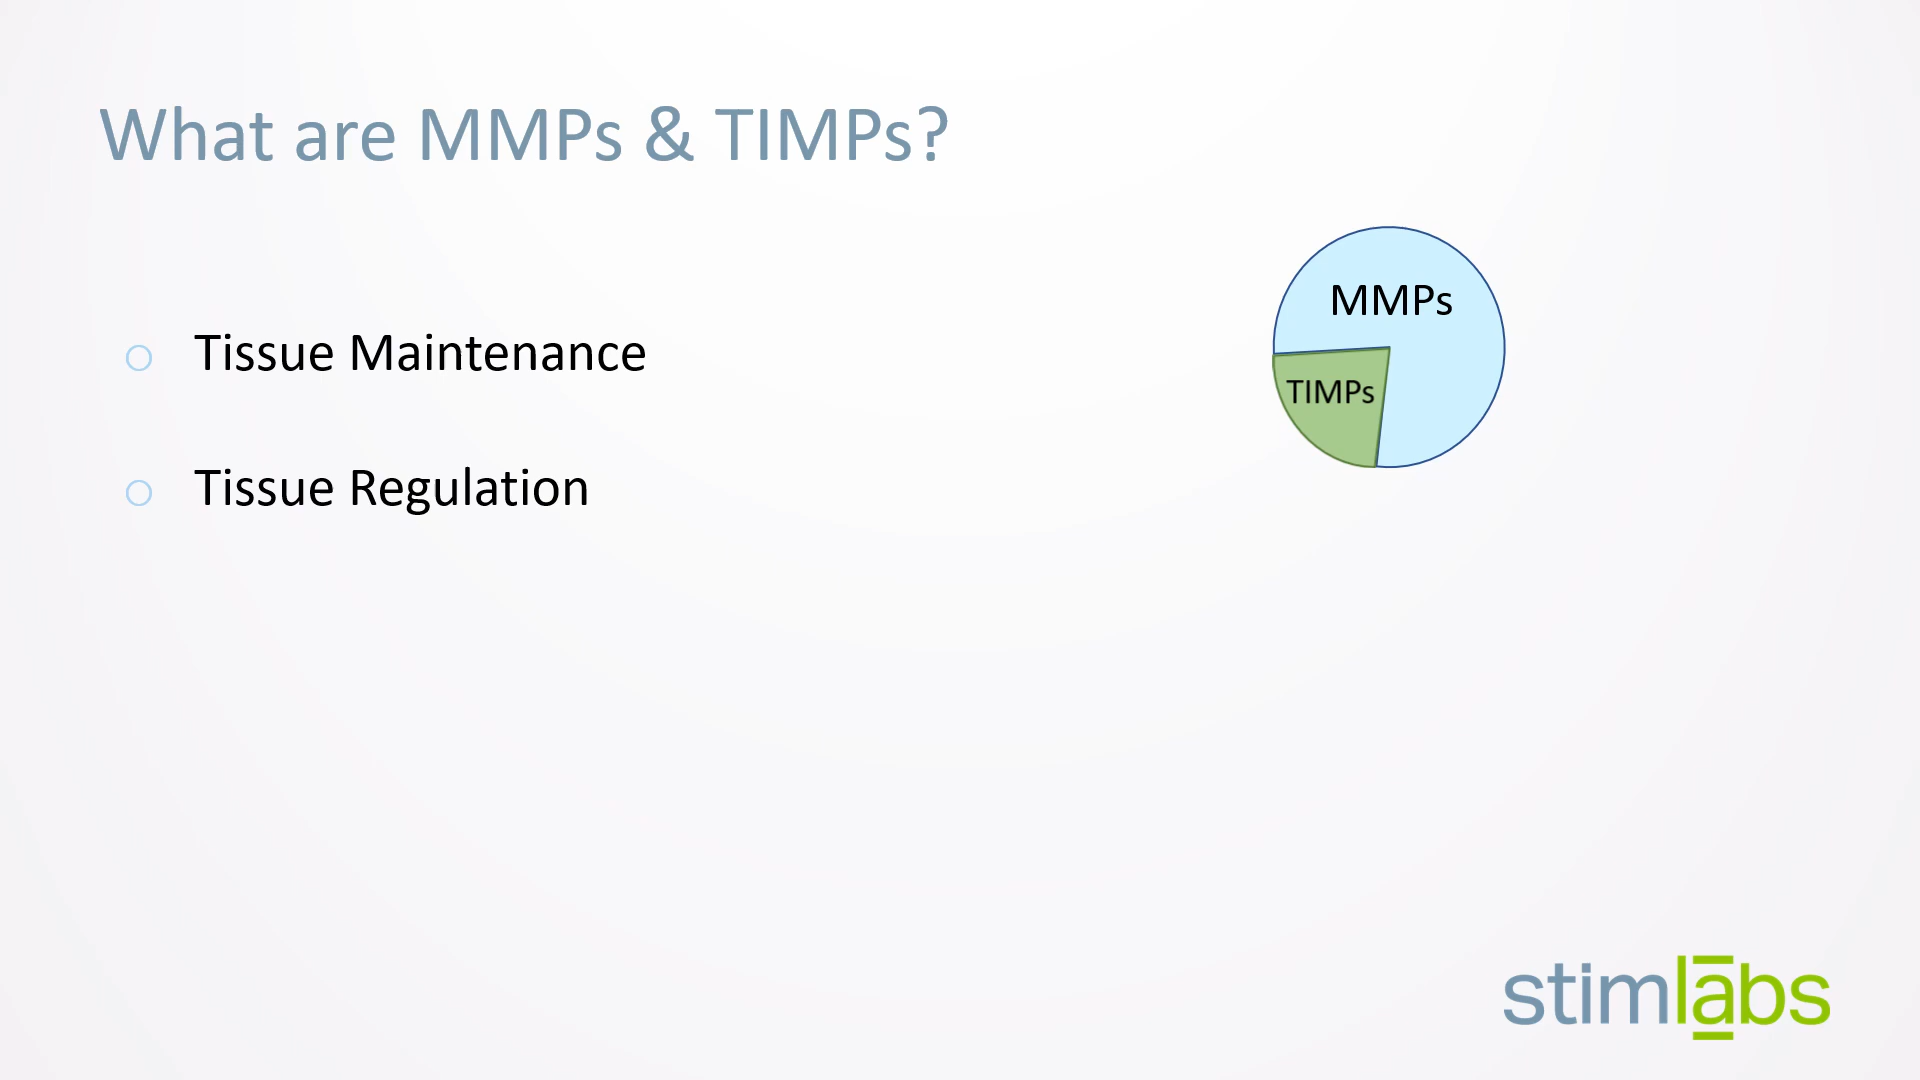 What are MMPs & TIMPs?
MMPs
Tissue Maintenance
TIMPs
Tissue Regulation
stimlabs